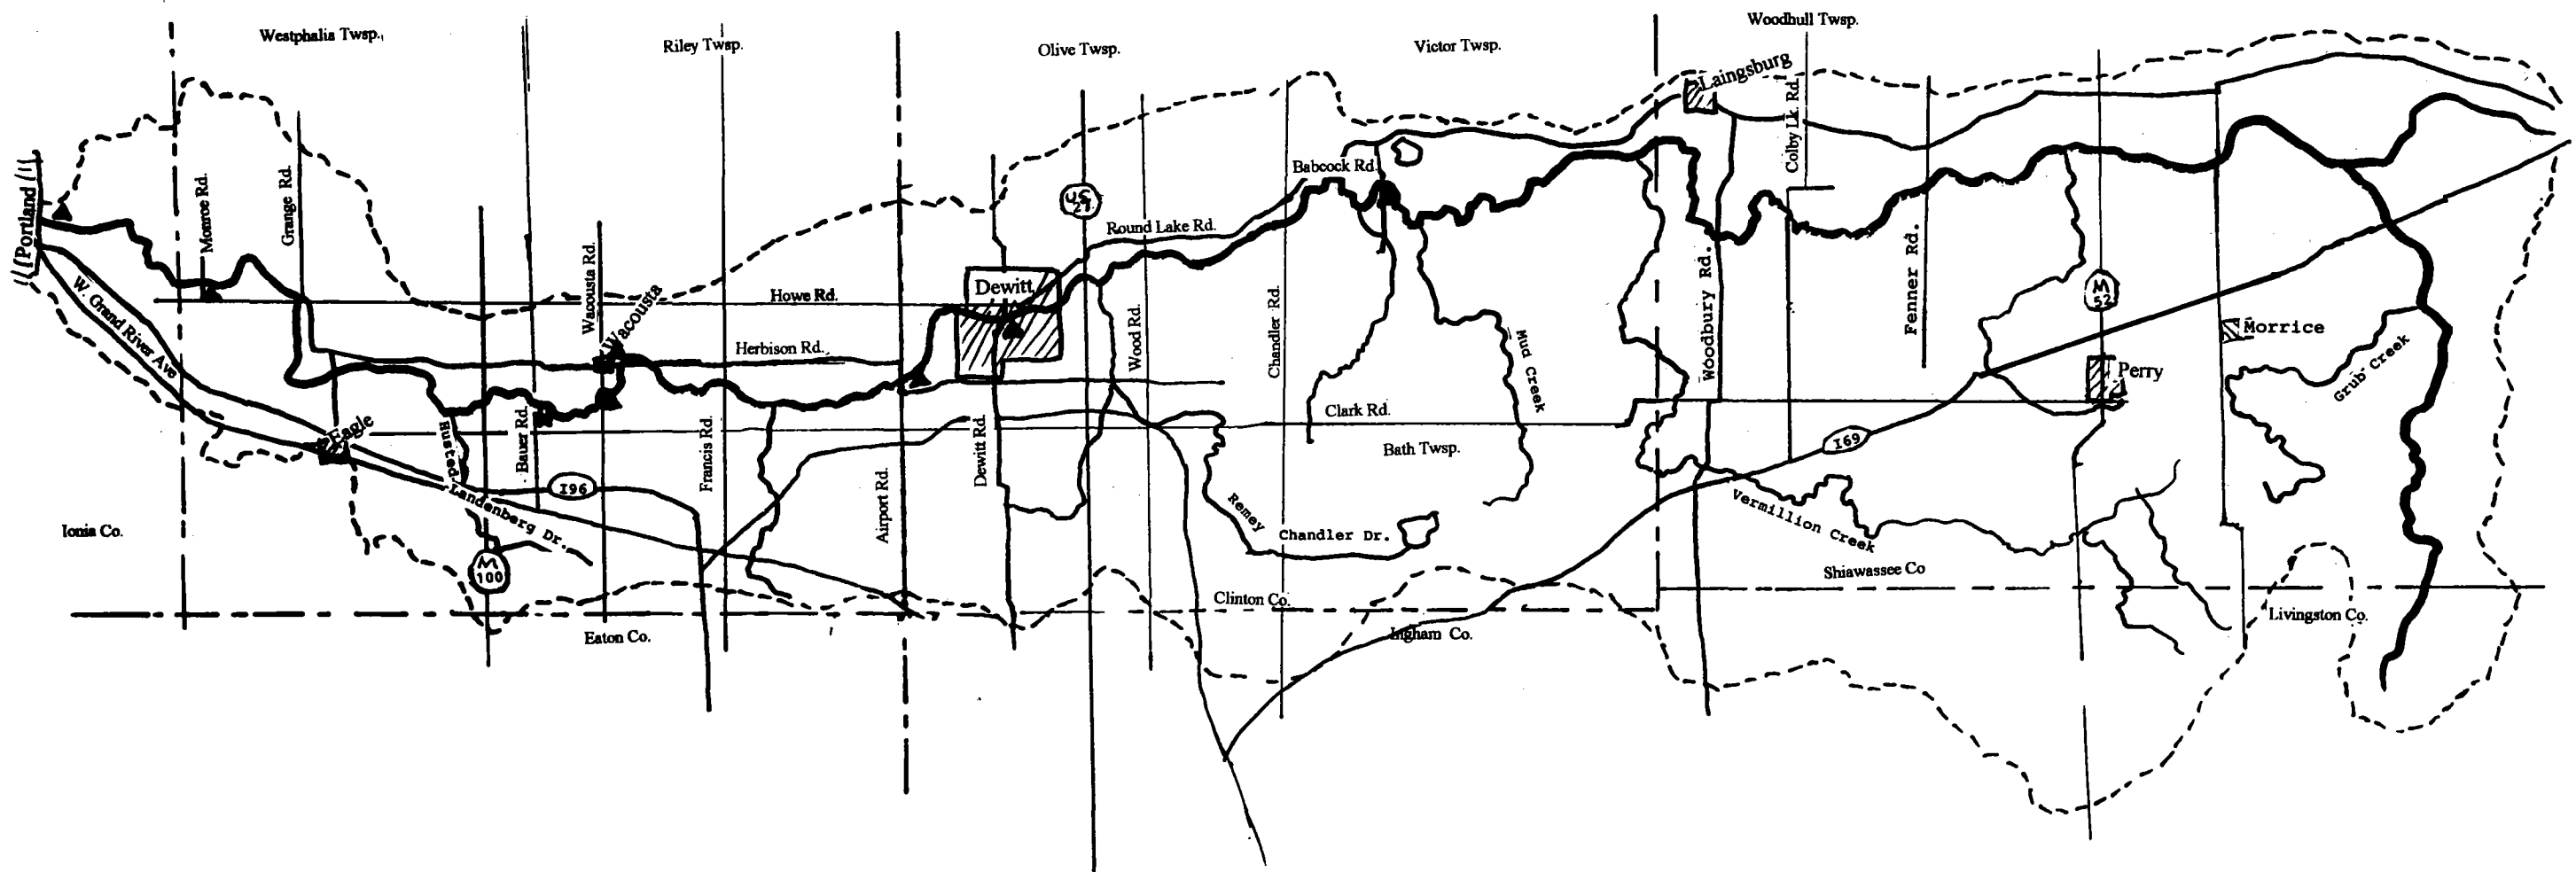 Westphalia Twsp.
Riley Twsp.
Olive Twsp.
Victor Twsp.
Woodhull Twsp.
Laingsburg
Colby Lk. Rd.
Babcock Rd.
Portland
Monroe Rd.
Grange Rd.
US
27
Round Lake Rd.
Woodbury Rd.
Fenner Rd.
M
52
Wacousta Rd.
Wacousta
Howe Rd.
Dewitt
W. Grand River Ave
Herbison Rd.
Wood Rd.
Chandler Rd.
Mud Creek
Morrice
Perry
Grub Creek
Eagle
Husted
Bauer Rd.
Francis Rd.
Airport Rd.
Dewitt Rd.
Clark Rd.
Bath Twsp.
I69
I96
Landenberg Dr.
Remey
Chandler Dr.
Vermillion Creek
Ionia Co.
M
100
Shiawassee Co
Clinton Co.
Eaton Co.
Ingham Co.
Livingston Co.